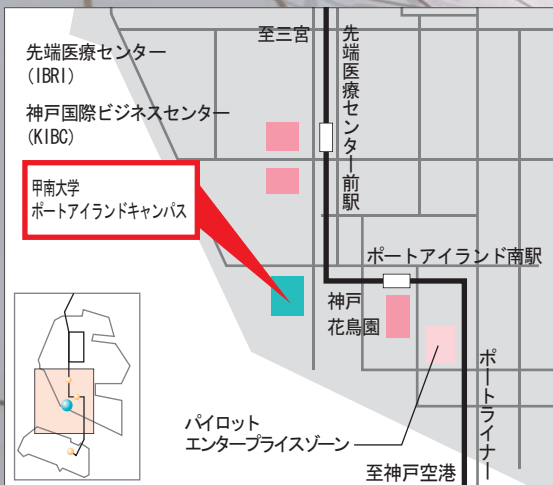 至三宮
先端医療センター前駅
先端医療センター
(IBRI)
神戸国際ビジネスセンター
(KIBC)
甲南大学
ポートアイランドキャンパス
ポートアイランド南駅
神戸
花鳥園
ポートライナー
パイロット
エンタープライスゾーン
至神戸空港